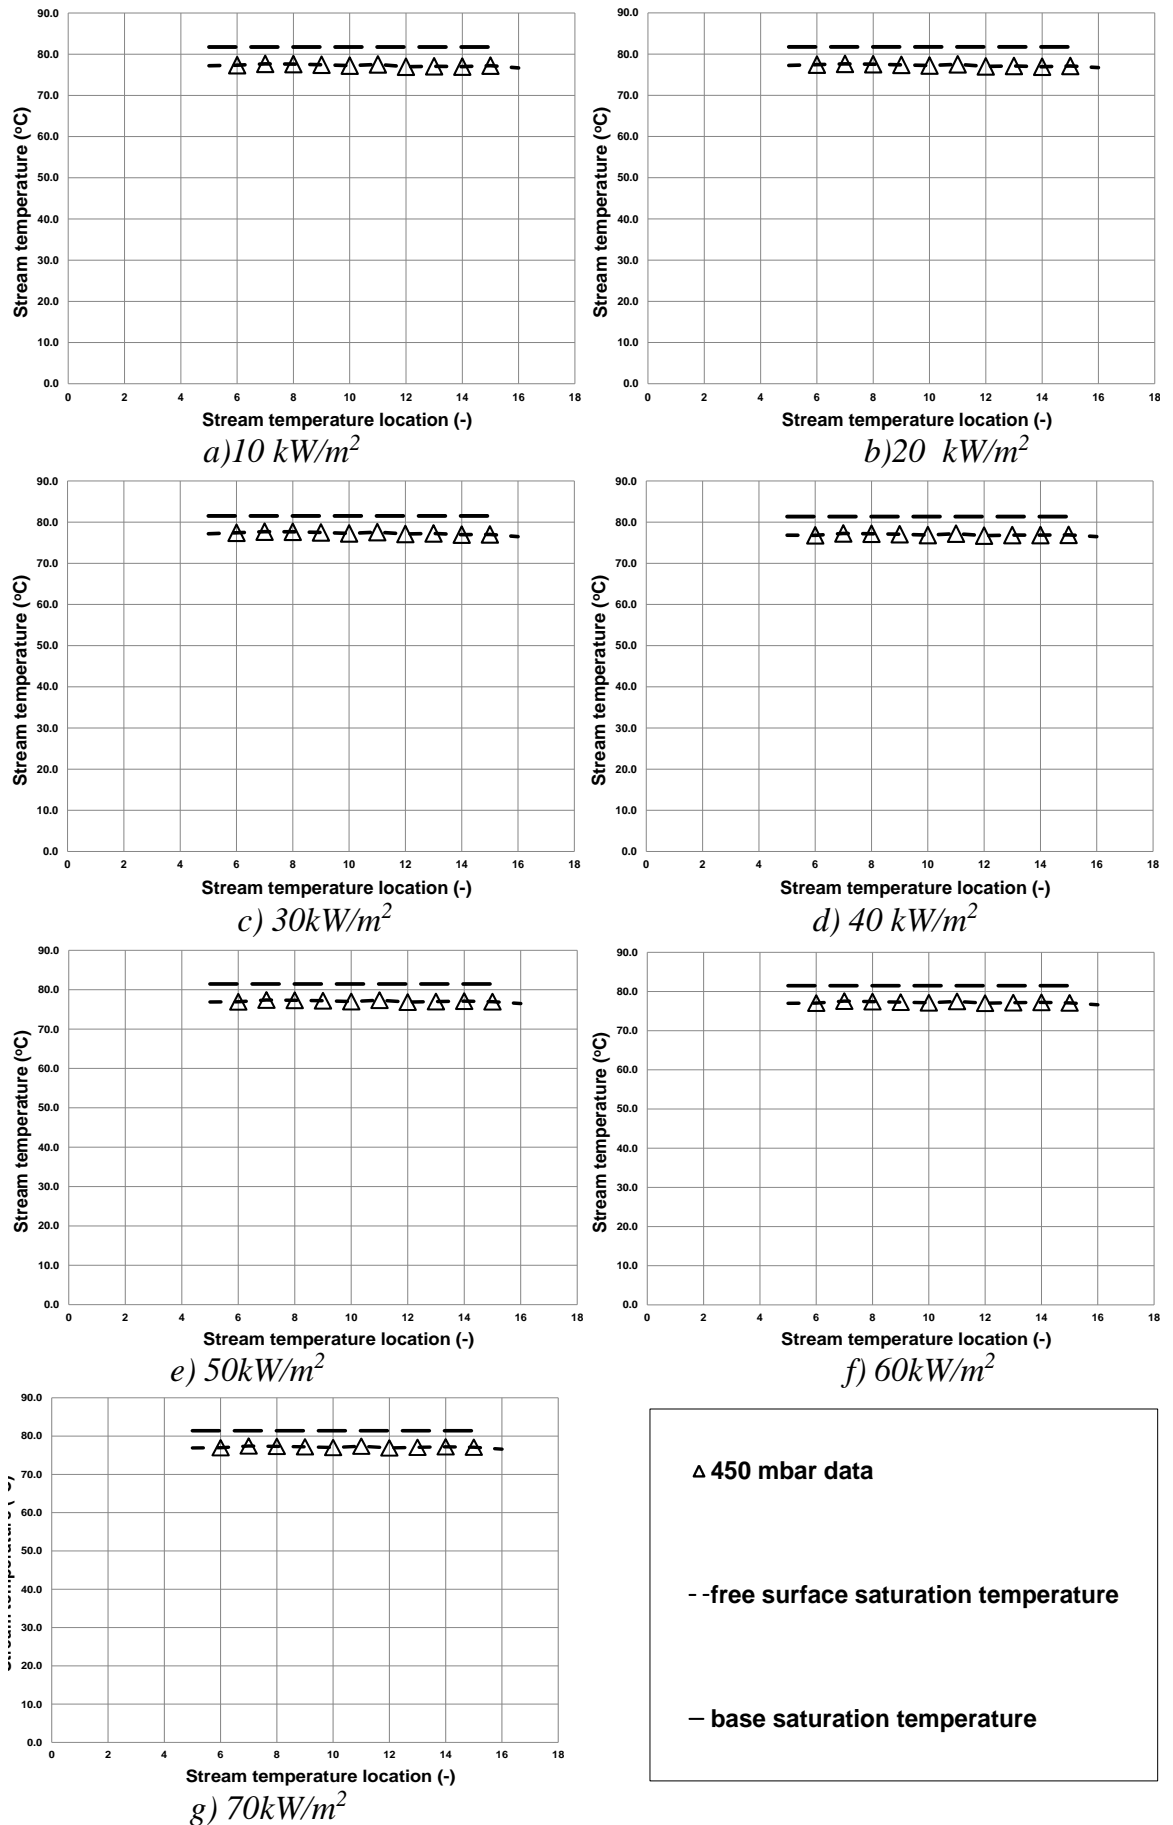 90.0
80.0
70.0
60.0
50.0
40.0
30.0
20.0
10.0
0.0
Stream temperature (°C)
0 2 4 6 8 10 12 14 16 18
Stream temperature location (-)
a)10 kW/m²
90.0
80.0
70.0
60.0
50.0
40.0
30.0
20.0
10.0
0.0
Stream temperature (°C)
0 2 4 6 8 10 12 14 16 18
Stream temperature location (-)
b)20 kW/m²
90.0
80.0
70.0
60.0
50.0
40.0
30.0
20.0
10.0
0.0
Stream temperature (°C)
0 2 4 6 8 10 12 14 16 18
Stream temperature location (-)
c) 30kW/m²
90.0
80.0
70.0
60.0
50.0
40.0
30.0
20.0
10.0
0.0
Stream temperature (°C)
0 2 4 6 8 10 12 14 16 18
Stream temperature location (-)
d) 40 kW/m²
90.0
80.0
70.0
60.0
50.0
40.0
30.0
20.0
10.0
0.0
Stream temperature (°C)
0 2 4 6 8 10 12 14 16 18
Stream temperature location (-)
e) 50kW/m²
90.0
80.0
70.0
60.0
50.0
40.0
30.0
20.0
10.0
0.0
Stream temperature (°C)
0 2 4 6 8 10 12 14 16 18
Stream temperature location (-)
f) 60kW/m²
90.0
80.0
70.0
60.0
50.0
40.0
30.0
20.0
10.0
0.0
Stream temperature (°C)
0 2 4 6 8 10 12 14 16 18
Stream temperature location (-)
g) 70kW/m²
450 mbar data
free surface saturation temperature
base saturation temperature